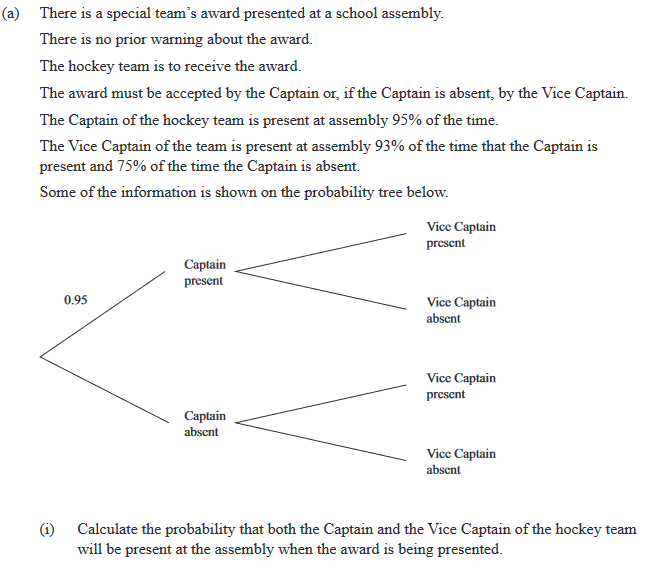 (a) There is a special team's award presented at a school assembly.
There is no prior warning about the award.
The hockey team is to receive the award.
The award must be accepted by the Captain or, if the Captain is absent, by the Vice Captain.
The Captain of the hockey team is present at assembly 95% of the time.
The Vice Captain of the team is present at assembly 93% of the time that the Captain is
present and 75% of the time the Captain is absent.
Some of the information is shown on the probability tree below.
Vice Captain
present
Captain
present
0.95
Vice Captain
absent
Vice Captain
present
Captain
absent
Vice Captain
absent
(i) Calculate the probability that both the Captain and the Vice Captain of the hockey team
will be present at the assembly when the award is being presented.